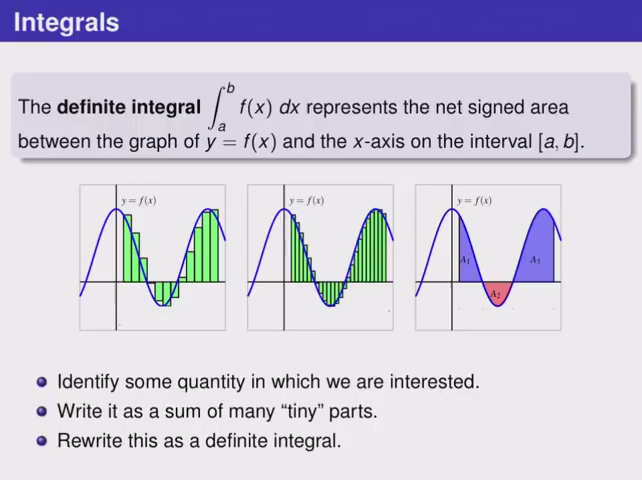 Integrals
The definite integral ∫_a^b f(x) dx represents the net signed area
between the graph of y = f(x) and the x-axis on the interval [a, b].
y = f(x)
y = f(x)
y = f(x)
A₁
A₂
A₃
Identify some quantity in which we are interested.
Write it as a sum of many “tiny” parts.
Rewrite this as a definite integral.